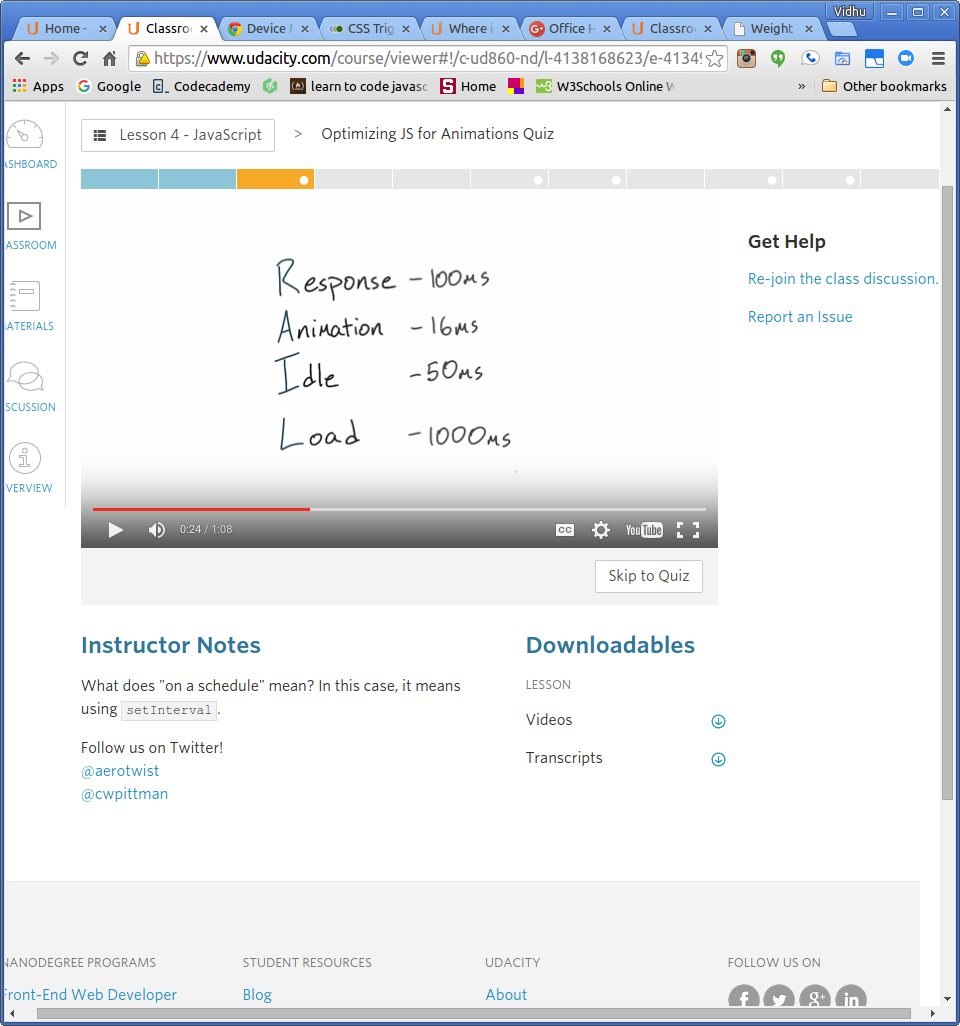 Vidhu
Home -
Classro
Device M
CSS Trig
Where i
Office H
Classro
Weight
https://www.udacity.com/course/viewer#!/c-ud860-nd/l-4138168623/e-4134
Apps
Google
Codecademy
learn to code javasc
Home
W3Schools Online W
»
Other bookmarks
Lesson 4 - JavaScript > Optimizing JS for Animations Quiz
ASHBOARD
ASSROOM
ATERIALS
SCUSSION
VERVIEW
Response - 100ms
Animation - 16ms
Idle - 50ms
Load - 1000ms
0:24 / 1:08
CC
YouTube
Skip to Quiz
Get Help
Re-join the class discussion.
Report an Issue
Instructor Notes
What does "on a schedule" mean? In this case, it means
using setInterval.
Follow us on Twitter!
@aerotwist
@cwpittman
Downloadables
LESSON
Videos
Transcripts
NANODEGREE PROGRAMS
Front-End Web Developer
STUDENT RESOURCES
Blog
UDACITY
About
FOLLOW US ON